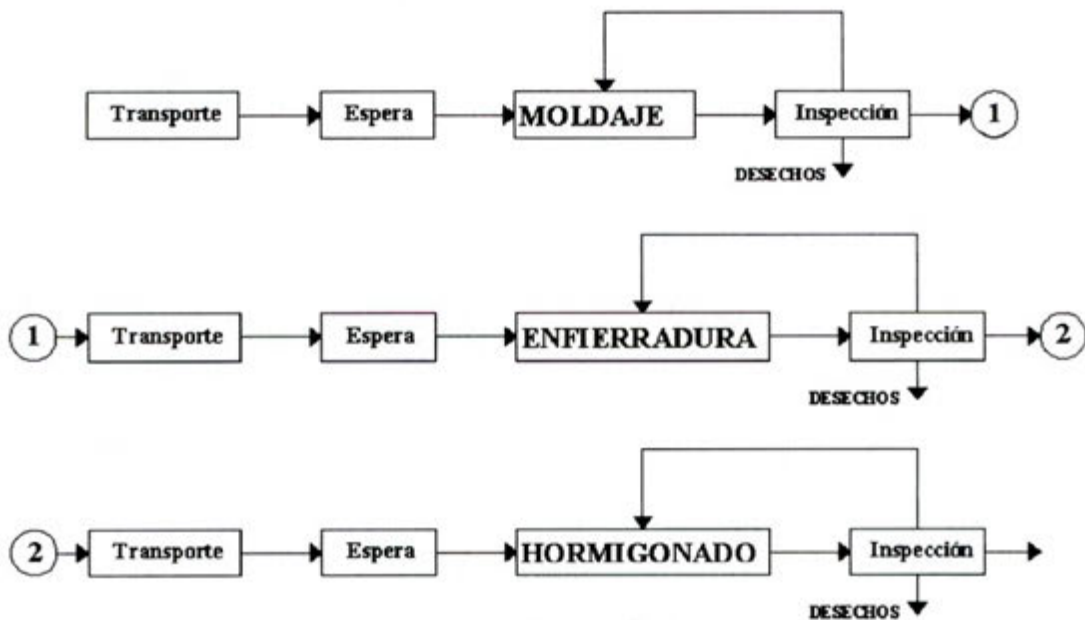 Transporte
Espera
MOLDAJE
Inspección
1
DESECHOS
1
Transporte
Espera
ENFIERRADURA
Inspección
2
DESECHOS
2
Transporte
Espera
HORMIGONADO
Inspección
DESECHOS